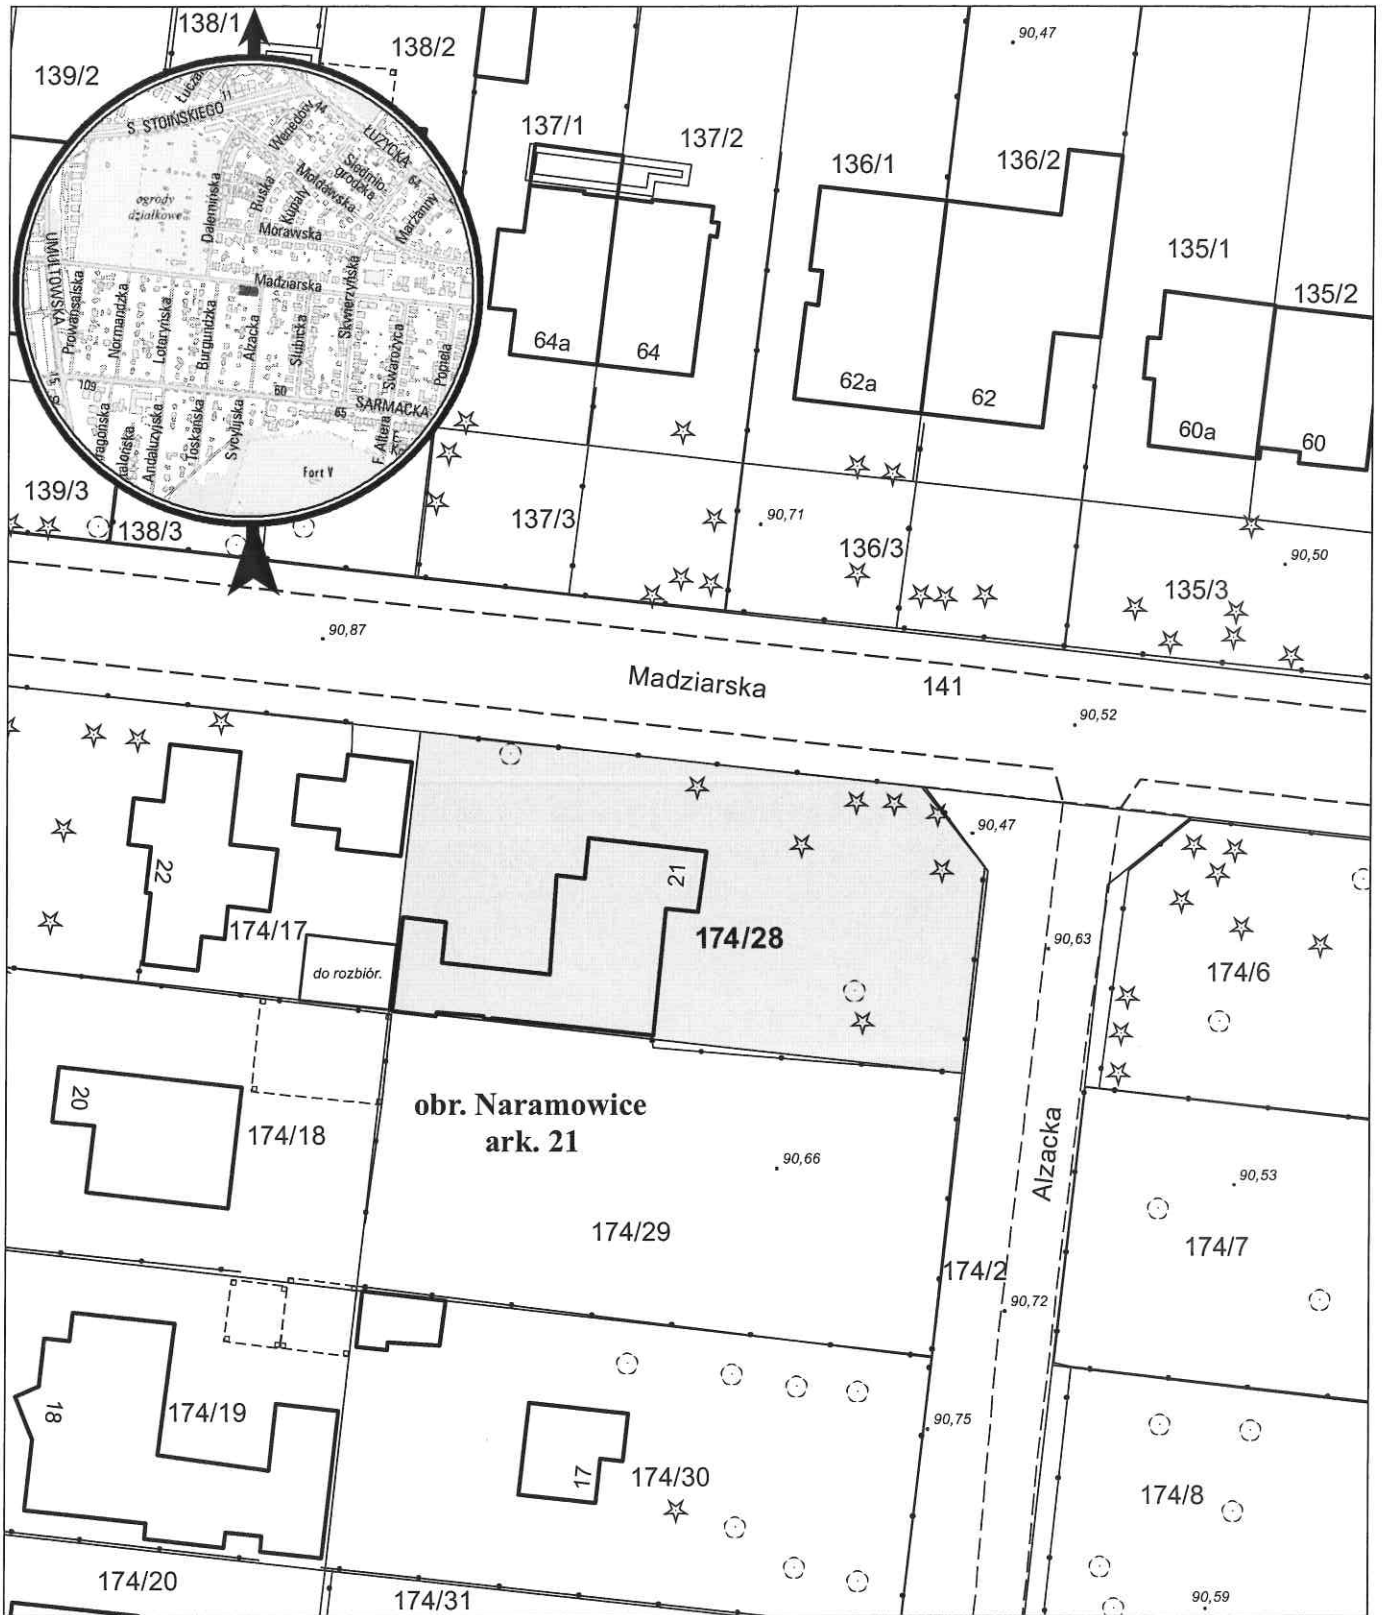 138/1
138/2
90,47
139/2
137/1
137/2
136/1
136/2
135/1
135/2
64a
64
62a
62
60a
60
S. STOIŃSKIEGO
11
Wenedów
44
ŁUŻYCKA
64
Siedmio-
grodzka
Mołdawska
Marzanny
Ruska
Kupały
Dalemińska
ogrody
działkowe
Morawska
UMULTOWSKA
Prowansalska
Madziarska
Skwierzyńska
Normandzka
Lotaryńska
Burgundzka
Alzacka
Słubicka
Swarożyca
Popiela
109
60
65
SARMACKA
Andaluzyjska
Toskańska
Sycylijska
F. Altera
Fort V
139/3
138/3
137/3
90,71
136/3
90,50
135/3
90,87
Madziarska
141
90,52
90,47
22
21
174/17
174/28
90,63
174/6
do rozbiór.
20
obr. Naramowice
ark. 21
174/18
90,66
Alzacka
90,53
174/29
174/7
174/2
90,72
18
174/19
90,75
17
174/30
174/8
174/20
174/31
90,59